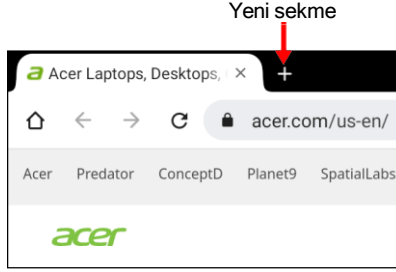 Yeni sekme
a Acer Laptops, Desktops,
acer.com/us-en/
Acer Predator ConceptD Planet9 SpatialLabs
acer